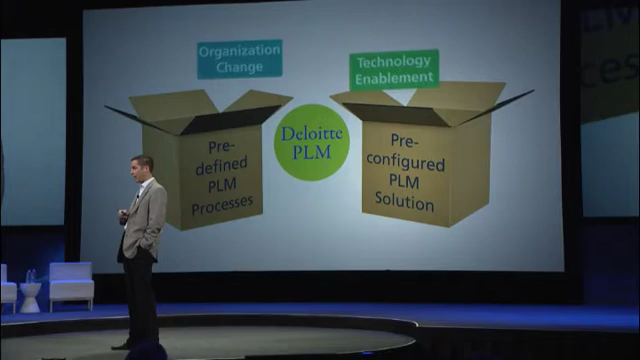 Organization
Change
Technology
Enablement
Deloitte
PLM
Pre-
defined
PLM
Processes
Pre-
configured
PLM
Solution